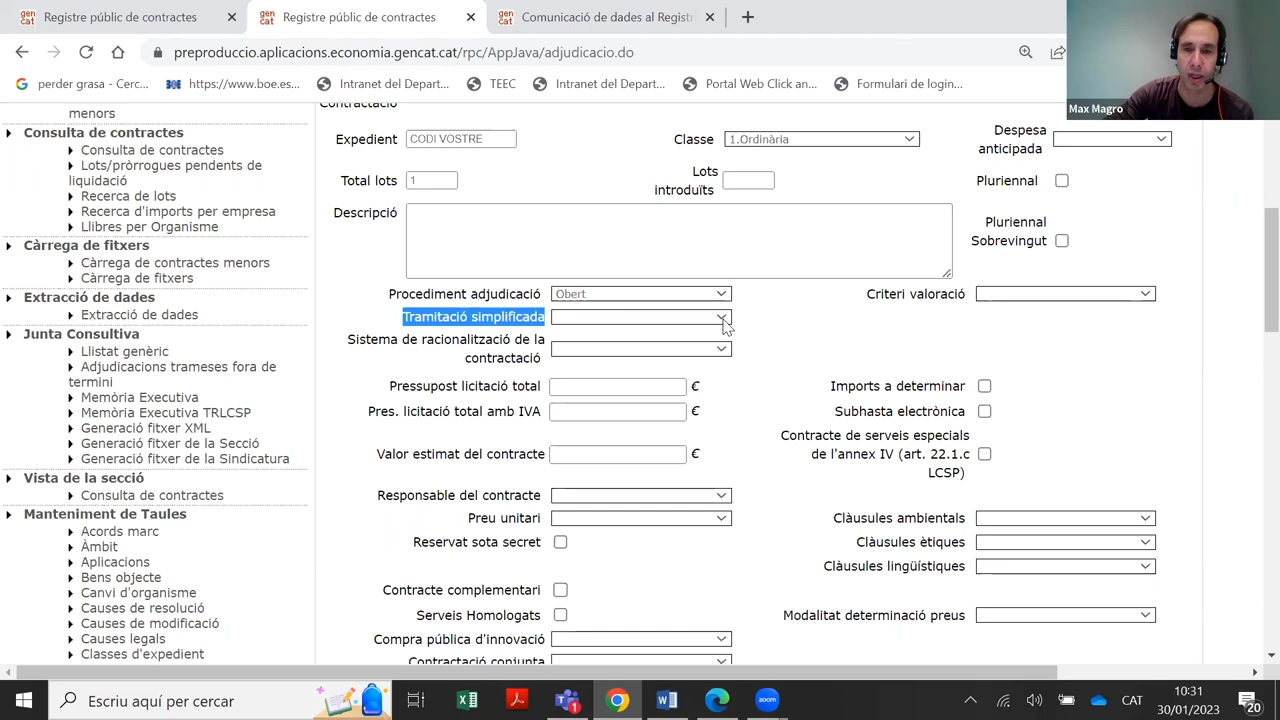 Registre públic de contractes
Registre públic de contractes
Comunicació de dades al Registr
preproduccio.aplicacions.economia.gencat.cat/rpc/AppJava/adjudicacio.do
perder grasa - Cerc...
https://www.boe.es...
Intranet del Depart...
TEEC
Intranet del Depart...
Portal Web Click an...
Formulari de login...
Max Magro
menors
Consulta de contractes
Consulta de contractes
Lots/pròrrogues pendents de
liquidació
Recerca de lots
Recerca d'imports per empresa
Llibres per Organisme
Càrrega de fitxers
Càrrega de contractes menors
Càrrega de fitxers
Extracció de dades
Extracció de dades
Junta Consultiva
Llistat genèric
Adjudicacions trameses fora de
termini
Memòria Executiva
Memòria Executiva TRLCSP
Generació fitxer XML
Generació fitxer de la Secció
Generació fitxer de la Sindicatura
Vista de la secció
Consulta de contractes
Manteniment de Taules
Acords marc
Àmbit
Aplicacions
Bens objecte
Canvi d'organisme
Causes de resolució
Causes de modificació
Causes legals
Classes d'expedient
Contractació
Expedient
CODI VOSTRE
Classe
1.Ordinària
Despesa
anticipada
Total lots
1
Lots
introduïts
Pluriennal
Descripció
Pluriennal
Sobrevingut
Procediment adjudicació
Obert
Criteri valoració
Tramitació simplificada
Sistema de racionalització de la
contractació
Pressupost licitació total
€
Imports a determinar
Pres. licitació total amb IVA
€
Subhasta electrònica
Valor estimat del contracte
€
Contracte de serveis especials
de l'annex IV (art. 22.1.c
LCSP)
Responsable del contracte
Preu unitari
Clàusules ambientals
Reservat sota secret
Clàusules ètiques
Clàusules lingüístiques
Contracte complementari
Serveis Homologats
Modalitat determinació preus
Compra pública d'innovació
Contractació conjunta
Escriu aquí per cercar
CAT
10:31
30/01/2023
20